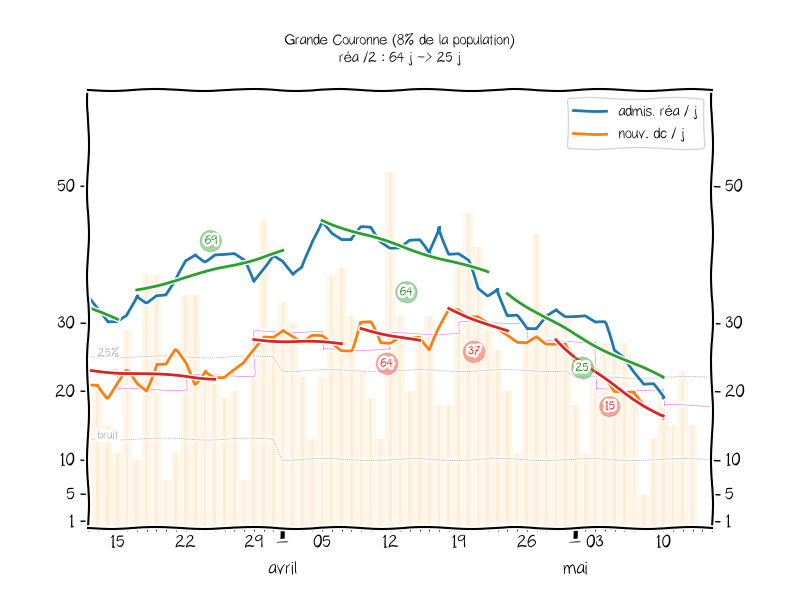 Grande Couronne (8% de la population)
réa /2 : 64 j -> 25 j
admis. réa / j
nouv. dc / j
50
50
69
64
30
30
25%
37
64
25
20
20
15
bruit
10
10
5
5
1
1
15 22 29 05 12 19 26 03 10
avril mai